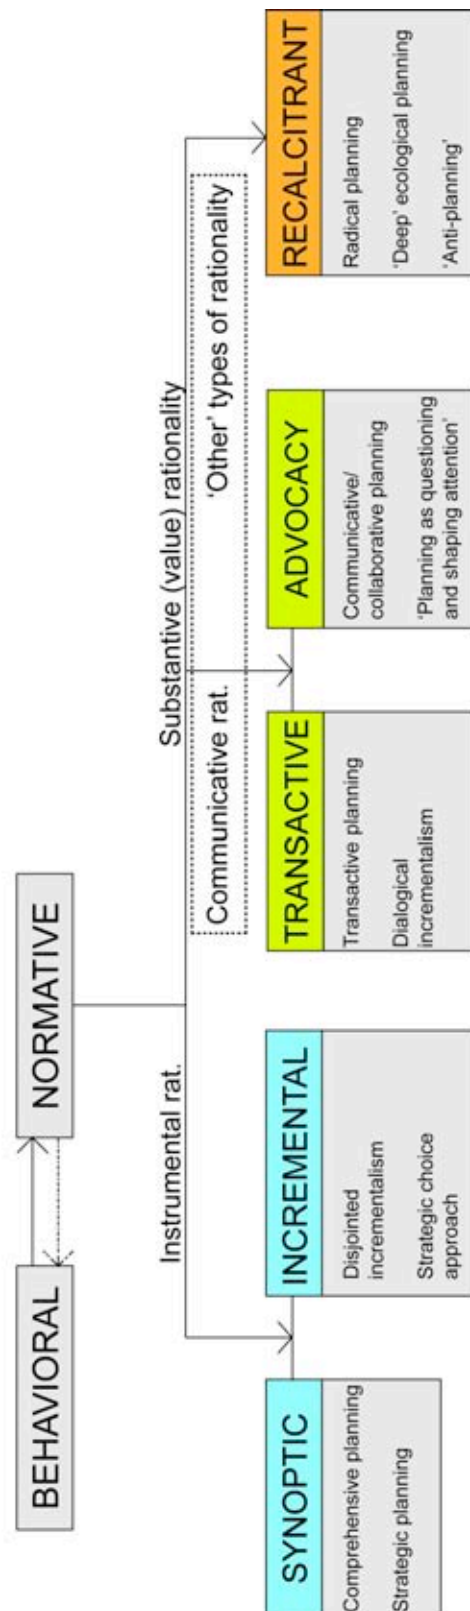 BEHAVIORAL
NORMATIVE
Instrumental rat.
Substantive (value) rationality
Communicative rat.
‘Other’ types of rationality
SYNOPTIC
Comprehensive planning
Strategic planning
INCREMENTAL
Disjointed
incrementalism
Strategic choice
approach
TRANSACTIVE
Transactive planning
Dialogical
incrementalism
ADVOCACY
Communicative/
collaborative planning
‘Planning as questioning
and shaping attention’
RECALCITRANT
Radical planning
‘Deep’ ecological planning
‘Anti-planning’